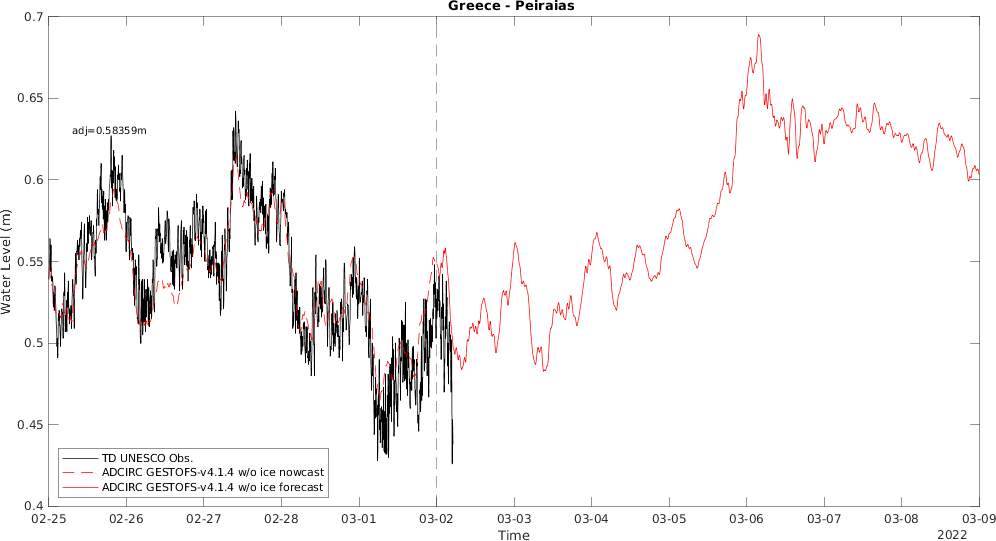 Greece - Peiraias
0.7
0.65
0.6
0.55
0.5
0.45
0.4
Water Level (m)
adj=0.58359m
TD UNESCO Obs.
ADCIRC GESTOFS-v4.1.4 w/o ice nowcast
ADCIRC GESTOFS-v4.1.4 w/o ice forecast
02-25 02-26 02-27 02-28 03-01 03-02 03-03 03-04 03-05 03-06 03-07 03-08 03-09
Time
2022